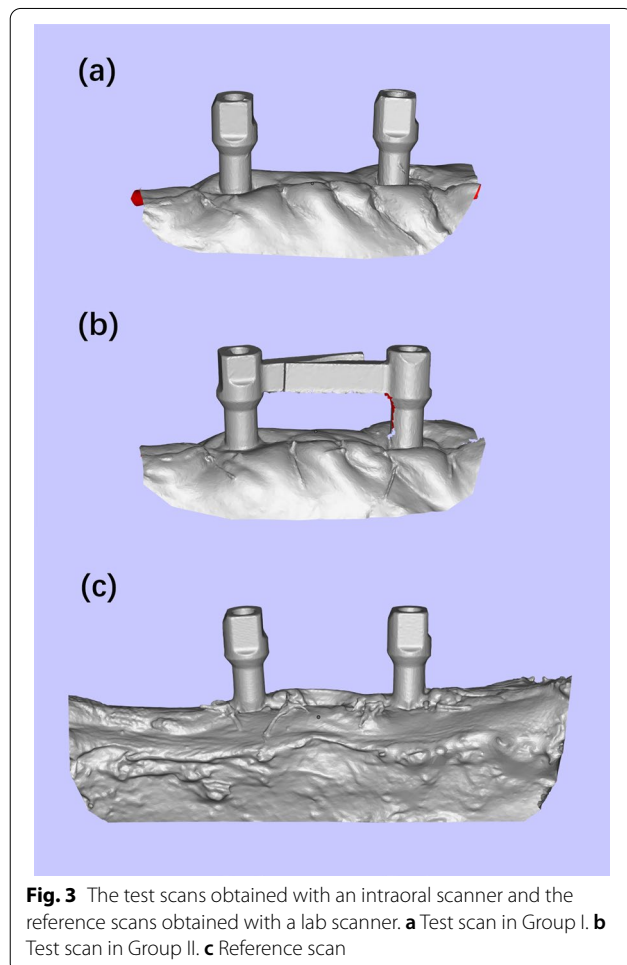 (a)
(b)
(c)
Fig. 3 The test scans obtained with an intraoral scanner and the
reference scans obtained with a lab scanner. a Test scan in Group I. b
Test scan in Group II. c Reference scan